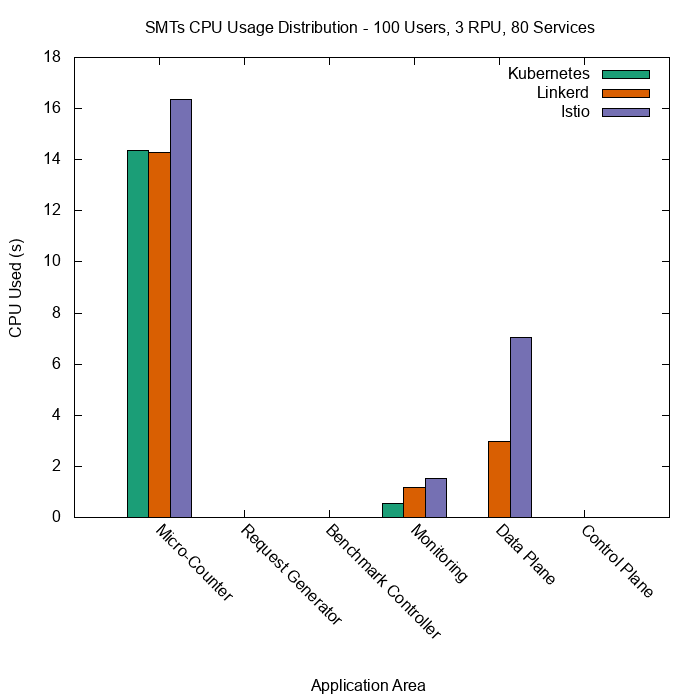 SMTs CPU Usage Distribution - 100 Users, 3 RPU, 80 Services
18
16
14
12
10
8
6
4
2
0
CPU Used (s)
Kubernetes
Linkerd
Istio
Micro-Counter
Request Generator
Benchmark Controller
Monitoring
Data Plane
Control Plane
Application Area